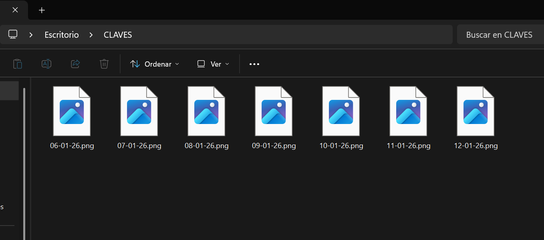 Escritorio
CLAVES
Buscar en CLAVES
Ordenar
Ver
06-01-26.png
07-01-26.png
08-01-26.png
09-01-26.png
10-01-26.png
11-01-26.png
12-01-26.png
s